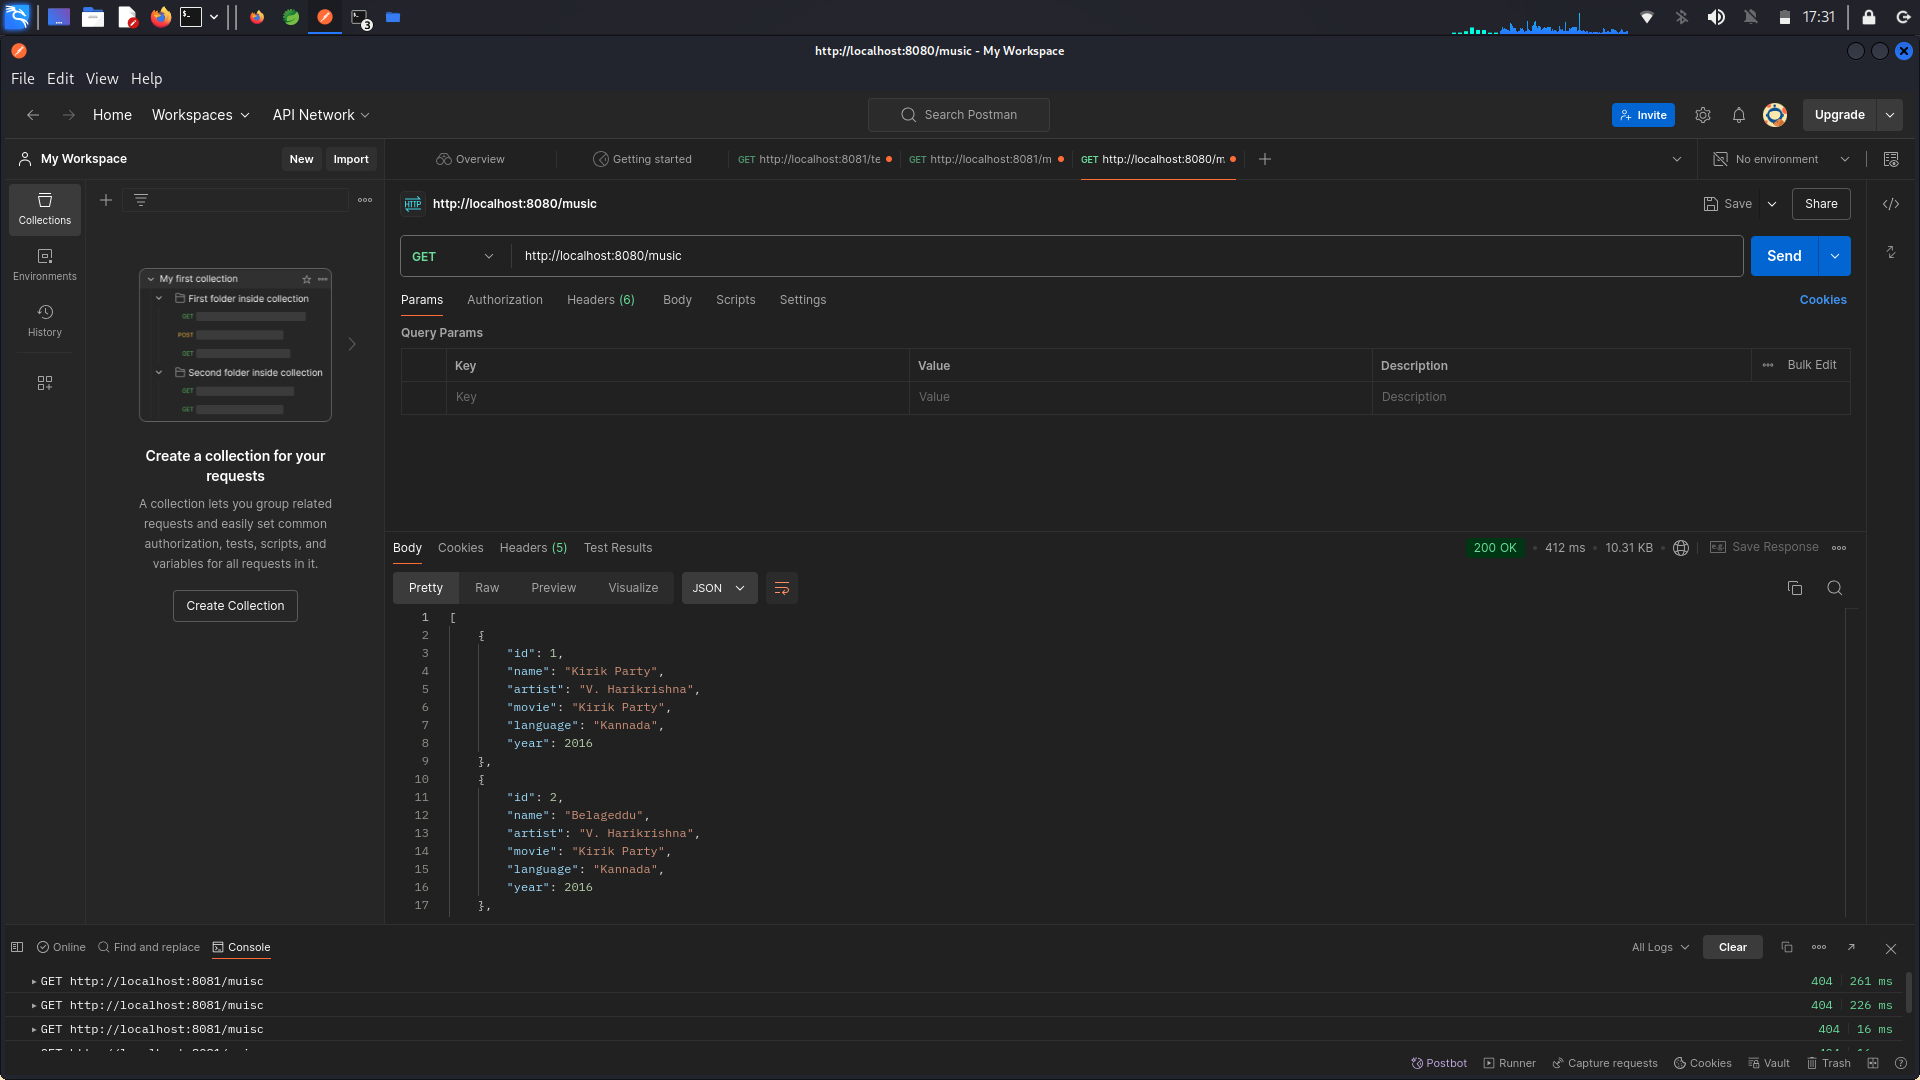 3
17:31
http://localhost:8080/music - My Workspace
File Edit View Help
Home Workspaces API Network
Search Postman
Invite
Upgrade
My Workspace
New Import
Overview
Getting started
GET http://localhost:8081/te
GET http://localhost:8081/m
GET http://localhost:8080/m
No environment
Collections
Environments
History
My first collection
First folder inside collection
GET
POST
GET
Second folder inside collection
GET
GET
Create a collection for your
requests
A collection lets you group related
requests and easily set common
authorization, tests, scripts, and
variables for all requests in it.
Create Collection
HTTP http://localhost:8080/music
Save
Share
GET http://localhost:8080/music
Send
Params Authorization Headers (6) Body Scripts Settings
Cookies
Query Params
Key Value Description Bulk Edit
Key Value Description
Body Cookies Headers (5) Test Results
200 OK 412 ms 10.31 KB Save Response
Pretty Raw Preview Visualize JSON
1 [
2 {
3 "id": 1,
4 "name": "Kirik Party",
5 "artist": "V. Harikrishna",
6 "movie": "Kirik Party",
7 "language": "Kannada",
8 "year": 2016
9 },
10 {
11 "id": 2,
12 "name": "Belageddu",
13 "artist": "V. Harikrishna",
14 "movie": "Kirik Party",
15 "language": "Kannada",
16 "year": 2016
17 },
Online Find and replace Console
All Logs Clear
GET http://localhost:8081/muisc 404 261 ms
GET http://localhost:8081/muisc 404 226 ms
GET http://localhost:8081/muisc 404 16 ms
Postbot Runner Capture requests Cookies Vault Trash